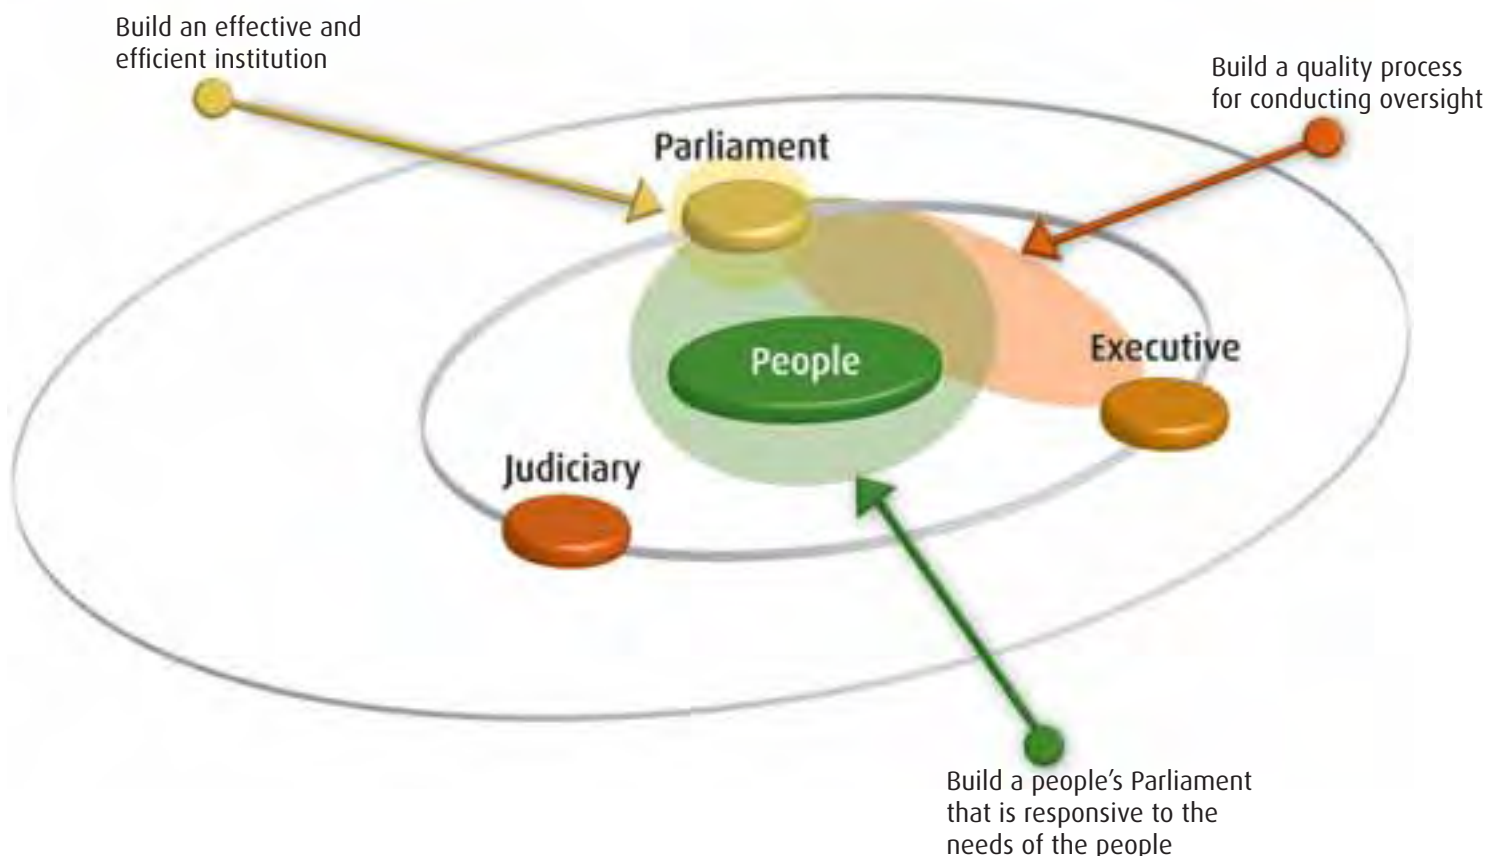 Build an effective and
efficient institution
Build a quality process
for conducting oversight
Parliament
Executive
People
Judiciary
Build a people’s Parliament
that is responsive to the
needs of the people